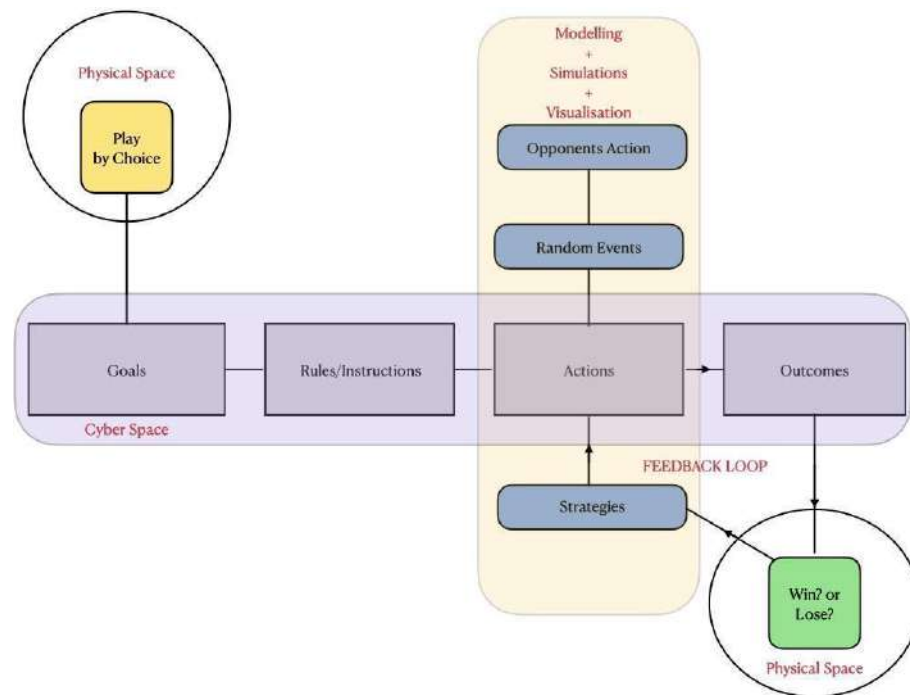 Modelling
+
Simulations
+
Visualisation
Physical Space
Play
by Choice
Opponents Action
Random Events
Goals
Rules/Instructions
Actions
Outcomes
Cyber Space
FEEDBACK LOOP
Strategies
Win? or
Lose?
Physical Space